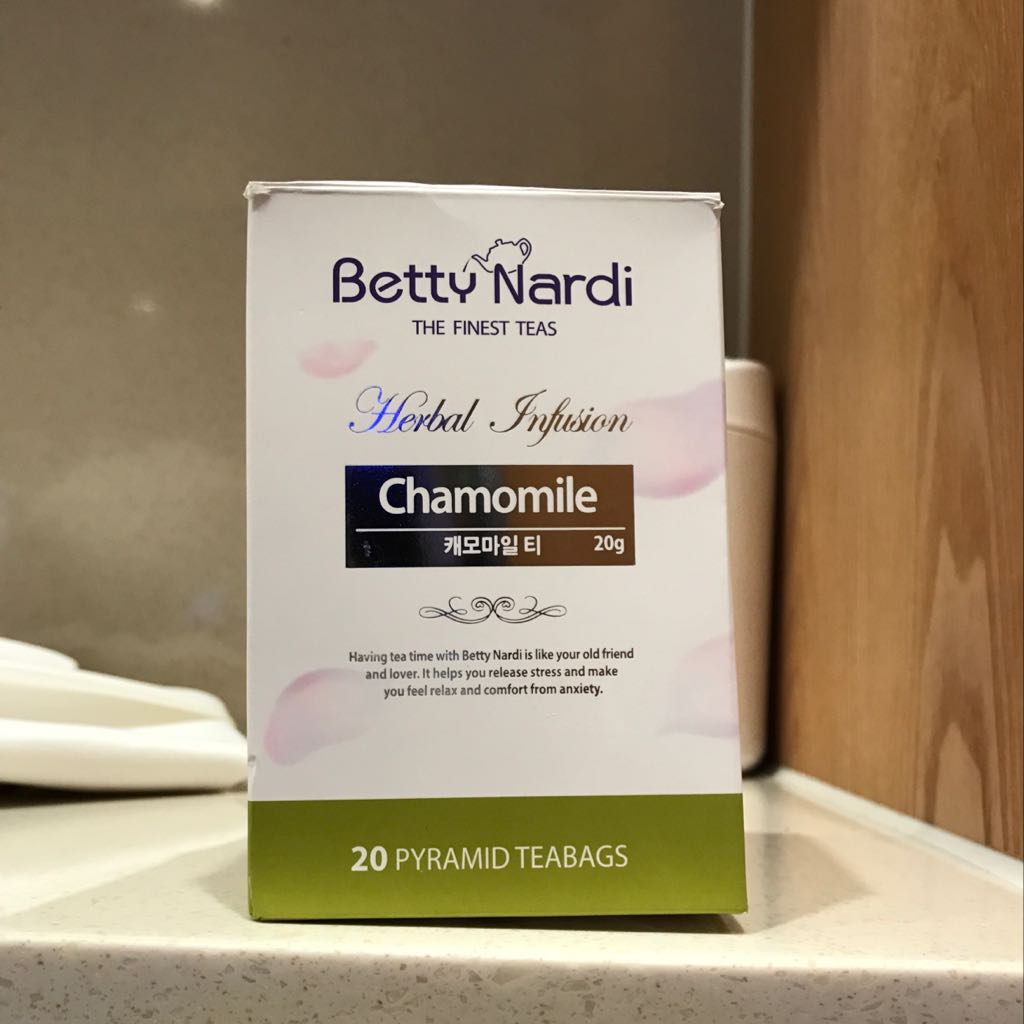 Betty Nardi
THE FINEST TEAS
Herbal Infusion
Chamomile
캐모마일 티 20g
Having tea time with Betty Nardi is like your old friend
and lover. It helps you release stress and make
you feel relax and comfort from anxiety.
20 PYRAMID TEABAGS